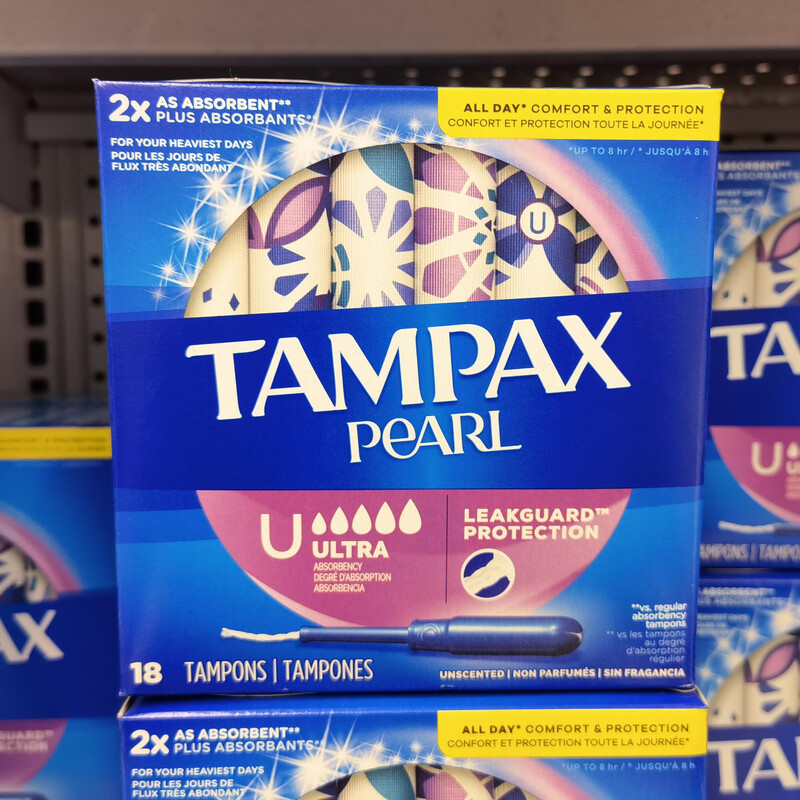 2x AS ABSORBENT**
PLUS ABSORBANTS**
FOR YOUR HEAVIEST DAYS
POUR LES JOURS DE
FLUX TRÈS ABONDANT
ALL DAY* COMFORT & PROTECTION
CONFORT ET PROTECTION TOUTE LA JOURNÉE*
*UP TO 8 hr / * JUSQU'À 8 h
U
TAMPAX
PEARL
U ULTRA
ABSORBENCY
DEGRÉ D'ABSORPTION
ABSORBENCIA
LEAKGUARD™
PROTECTION
**vs. regular
absorbency
tampons
** vs les tampons
au degré
d'absorption
régulier
18 TAMPONS | TAMPONES
UNSCENTED | NON PARFUMÉS | SIN FRAGANCIA
2x AS ABSORBENT**
PLUS ABSORBANTS**
FOR YOUR HEAVIEST DAYS
POUR LES JOURS DE
FLUX TRÈS ABONDANT
ALL DAY* COMFORT & PROTECTION
CONFORT ET PROTECTION TOUTE LA JOURNÉE*
*UP TO 8 hr / * JUSQU'À 8 h
AX
TA
U
TAM